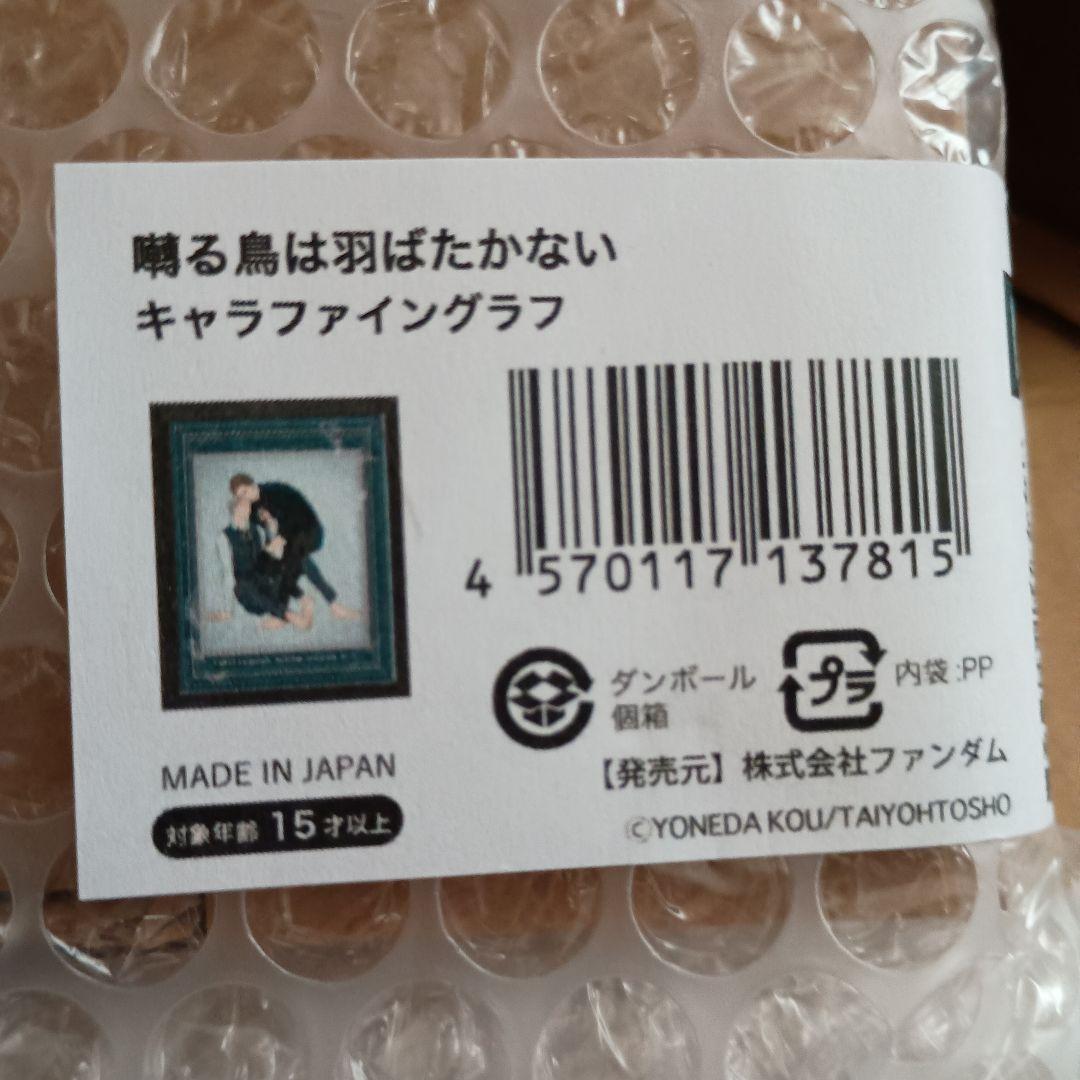 囀る鳥は羽ばたかない
キャラファイングラフ
4 570117 137815
ダンボール
個箱
プラ
内袋:PP
MADE IN JAPAN
対象年齢 15才以上
【発売元】株式会社ファンダム
©YONEDA KOU/TAIYOHTOSHO